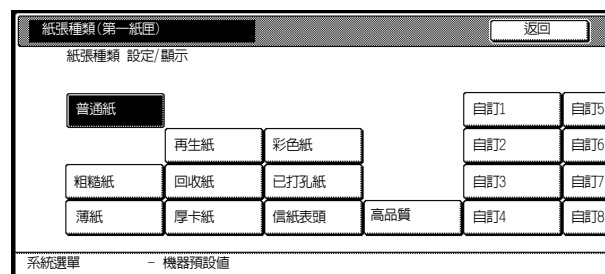 紙張種類(第一紙匣) 返回
紙張種類 設定/顯示
普通紙 自訂1 自訂5
再生紙 彩色紙 自訂2 自訂6
粗糙紙 回收紙 已打孔紙 自訂3 自訂7
薄紙 厚卡紙 信紙表頭 高品質 自訂4 自訂8
系統選單 - 機器預設值